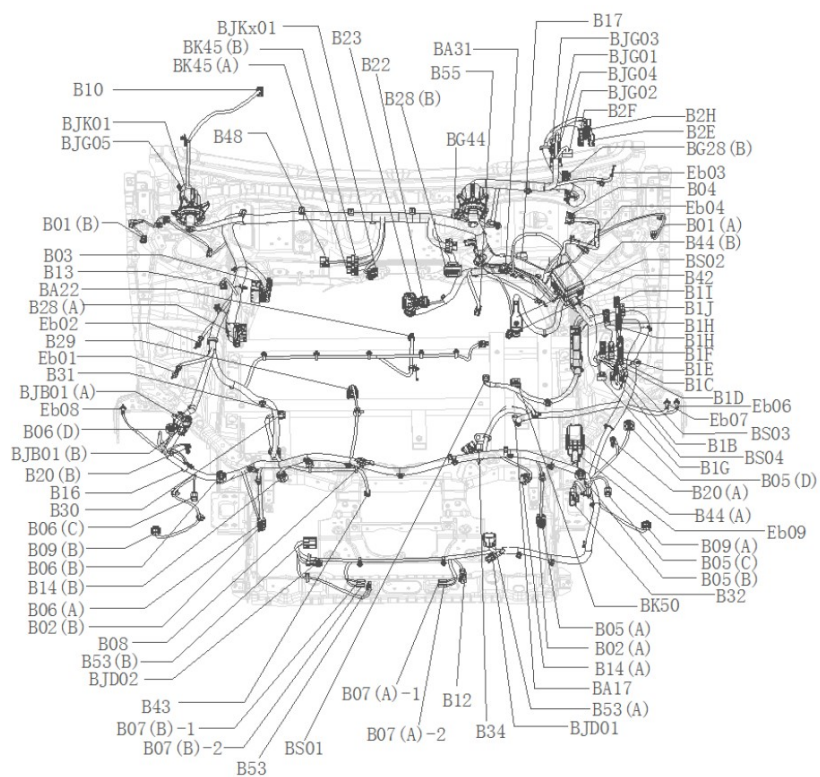 BJKx01
BK45(B)
BK45(A)
B23
B22
B55
BA31
B17
BJG03
BJG01
BJG04
BJG02
B2F
B10
B28(B)
B2H
B2E
BJK01
BJG05
B48
BG44
BG28(B)
Eb03
B04
Eb04
B01(B)
B01(A)
B44(B)
B03
B13
BA22
B28(A)
Eb02
B29
Eb01
B31
BJB01(A)
Eb08
B06(D)
BJB01(B)
B20(B)
B16
B30
B06(C)
B09(B)
B06(B)
B14(B)
B06(A)
B02(B)
B08
B53(B)
BJD02
B43
B07(B)-1
B07(B)-2
B53
BS01
BS02
B42
B1I
B1J
B1H
B1H
B1F
B1E
B1C
B1D
Eb06
Eb07
BS03
B1B
BS04
B1G
B05(D)
B20(A)
B44(A)
Eb09
B09(A)
B05(C)
B05(B)
B32
BK50
B05(A)
B02(A)
B14(A)
BA17
B53(A)
BJD01
B07(A)-1
B12
B07(A)-2
B34